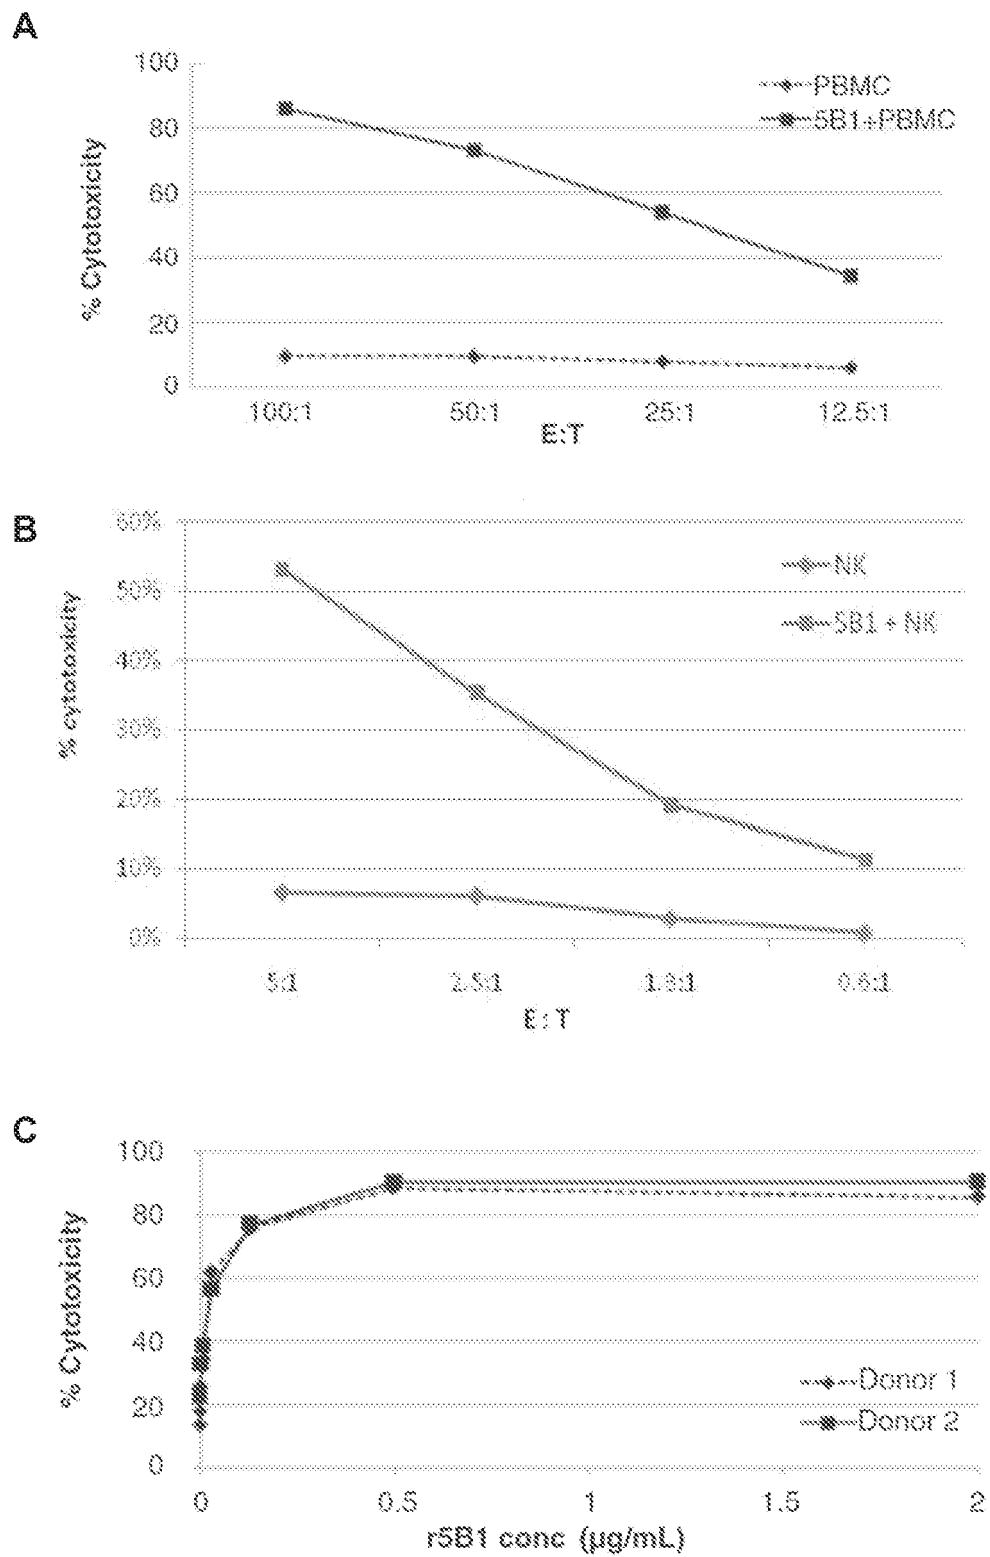 A
100
80
60
40
20
0
% Cytotoxicity
PBMC
5B1+PBMC
100:1 50:1 25:1 12.5:1
E:T
B
60%
50%
40%
30%
20%
10%
0%
% cytotoxicity
NK
5B1 + NK
5:1 2.5:1 1.3:1 0.6:1
E:T
C
100
80
60
40
20
0
% Cytotoxicity
Donor 1
Donor 2
0 0.5 1 1.5 2
r5B1 conc (µg/mL)